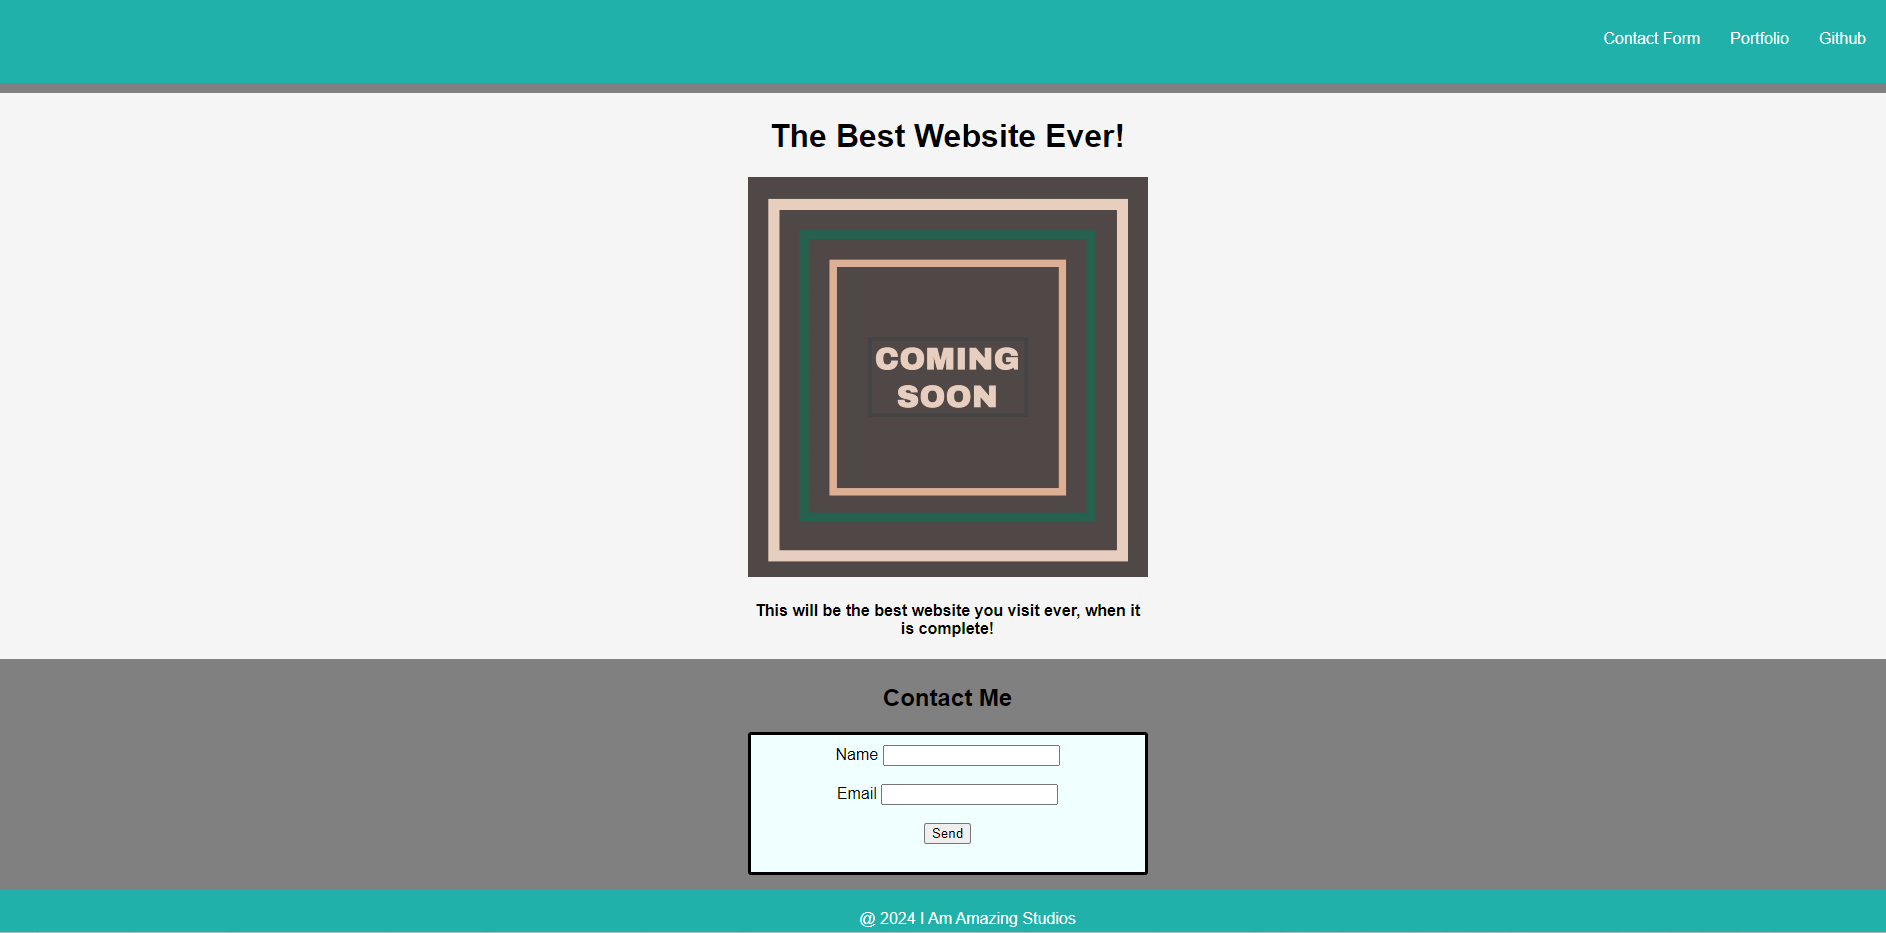 Contact Form Portfolio Github
The Best Website Ever!
COMING
SOON
This will be the best website you visit ever, when it
is complete!
Contact Me
Name
Email
Send
@ 2024 I Am Amazing Studios